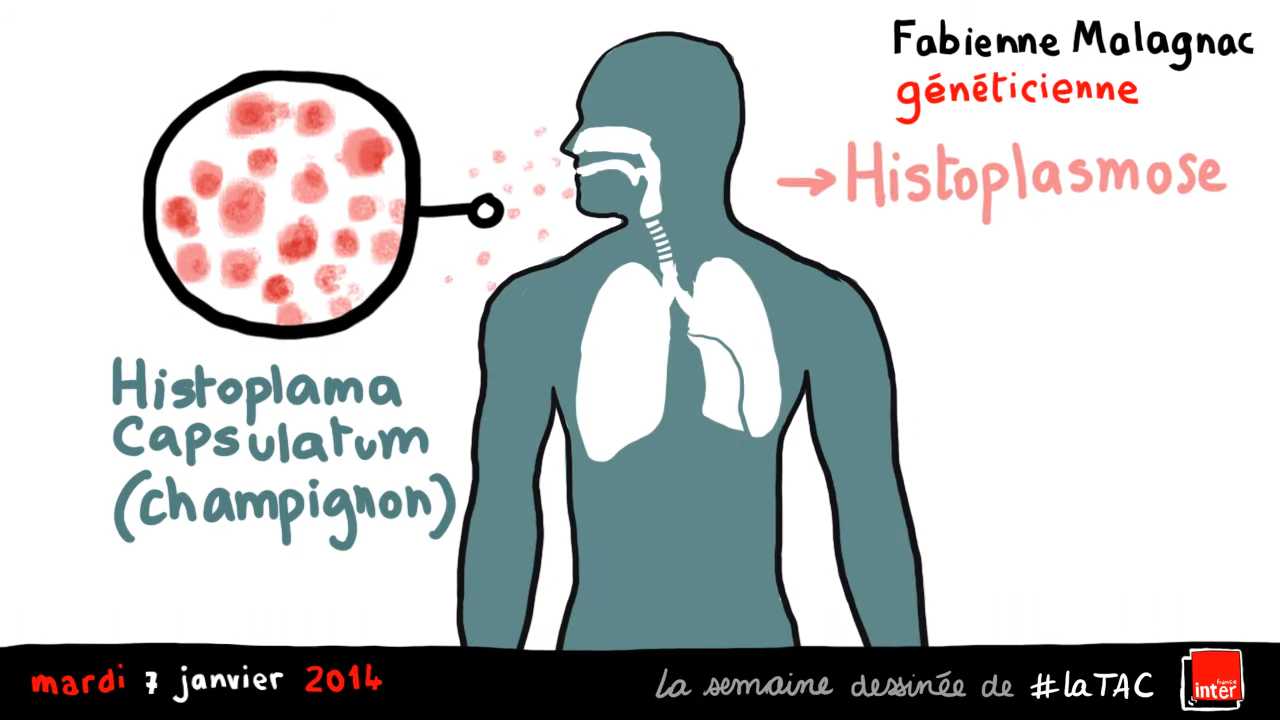 Fabienne Malagnac
généticienne
→ Histoplasmose
Histoplama
Capsulatum
(champignon)
mardi 7 janvier 2014
la semaine dessinée de #laTAC
france
inter